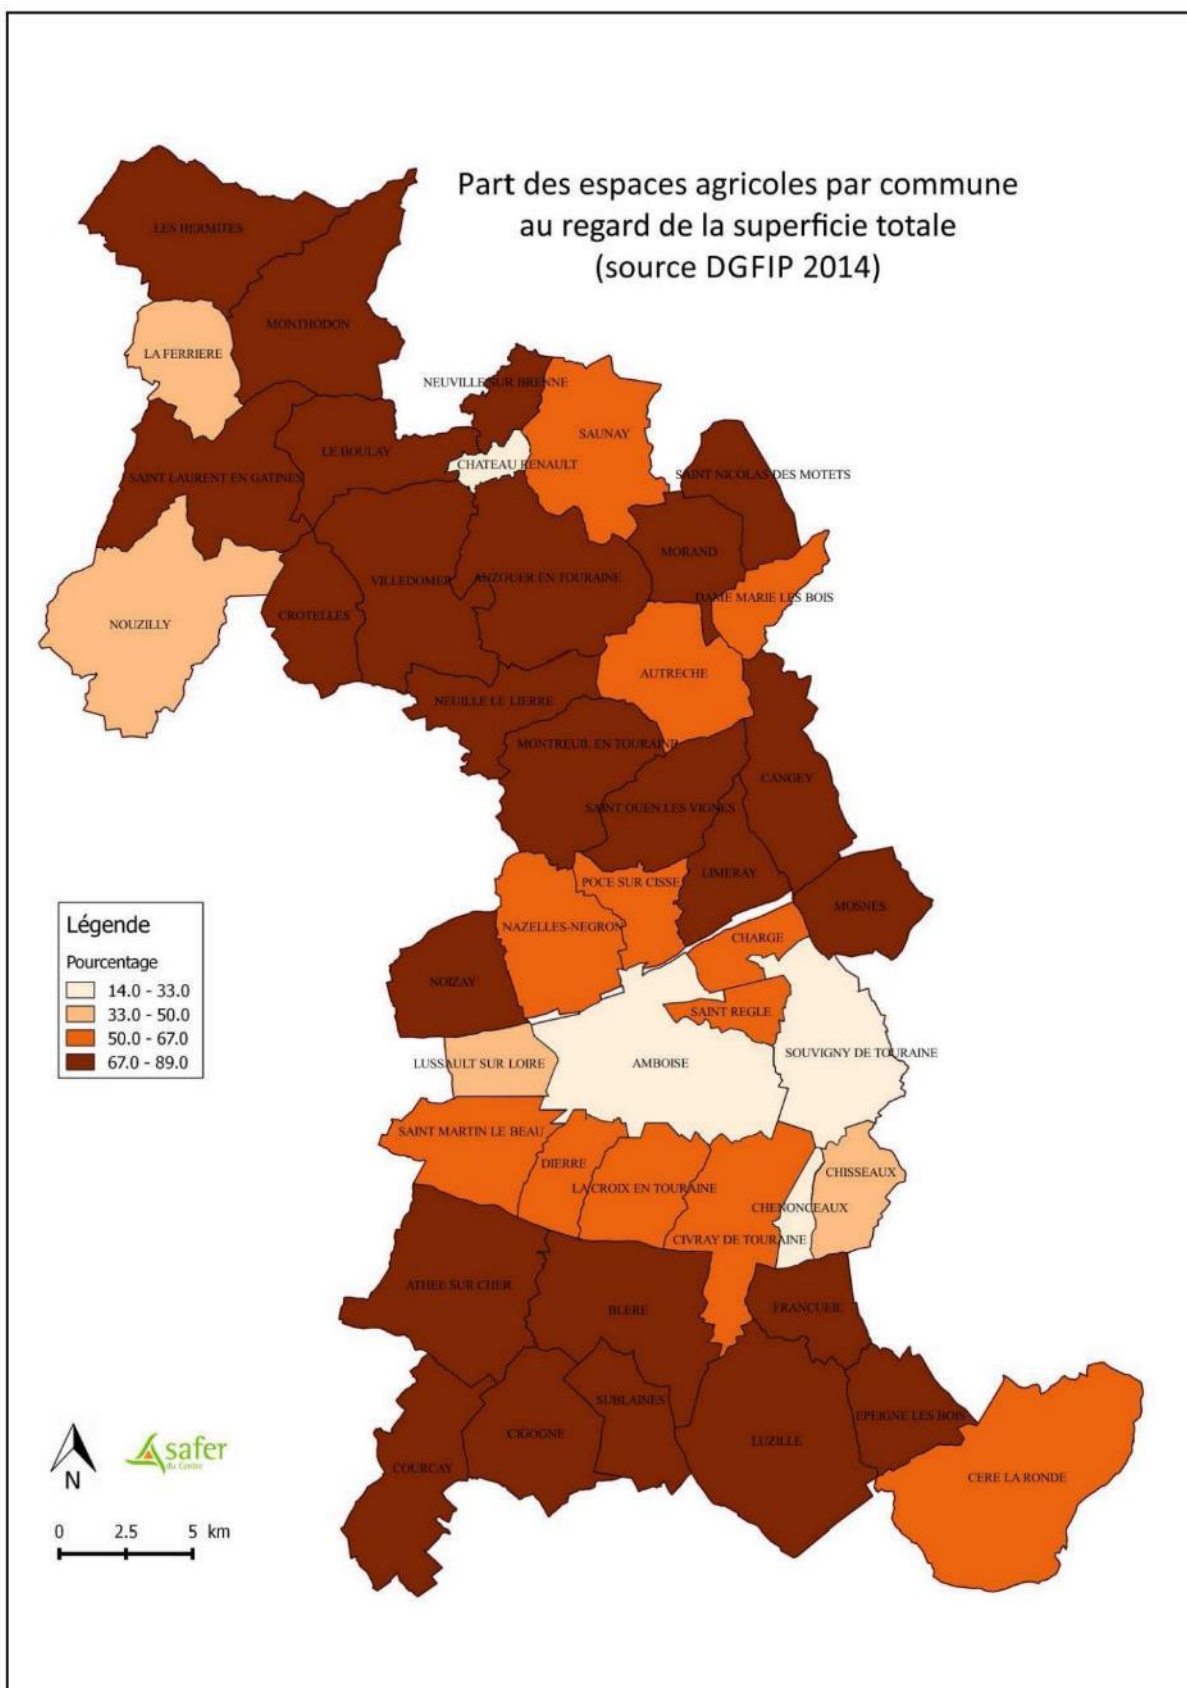 Part des espaces agricoles par commune
au regard de la superficie totale
(source DGFIP 2014)
LES HERMITES
MONTHODON
LA FERRIERE
NEUVILLE SUR BRENNE
SAUNAY
LE BOULAY
CHATEAU RENAULT
SAINT LAURENT EN GATINES
SAINT NICOLAS DES MOTETS
MORAND
VILLEDOMER
AUZOUER EN TOURAINE
DAME MARIE LES BOIS
CROTELLES
NOUZILLY
AUTRECHE
NEUILLE LE LIERRE
MONTREUIL EN TOURAINE
CANGEY
SAINT OUEN LES VIGNES
LIMERAY
POCE SUR CISSE
MOSNES
NAZELLES-NEGRON
CHARGE
NOIZAY
SAINT REGLE
Légende
Pourcentage
14.0 - 33.0
33.0 - 50.0
50.0 - 67.0
67.0 - 89.0
SOUVIGNY DE TOURAINE
LUSSAULT SUR LOIRE
AMBOISE
SAINT MARTIN LE BEAU
DIERRE
CHISSEAUX
LA CROIX EN TOURAINE
CHENONCEAUX
CIVRAY DE TOURAINE
ATHEE SUR CHER
BLERE
FRANCUEIL
SUBLAINES
EPEIGNE LES BOIS
CIGOGNE
LUZILLE
COURCAY
CERE LA RONDE
N
safer
du Centre
0 2.5 5 km